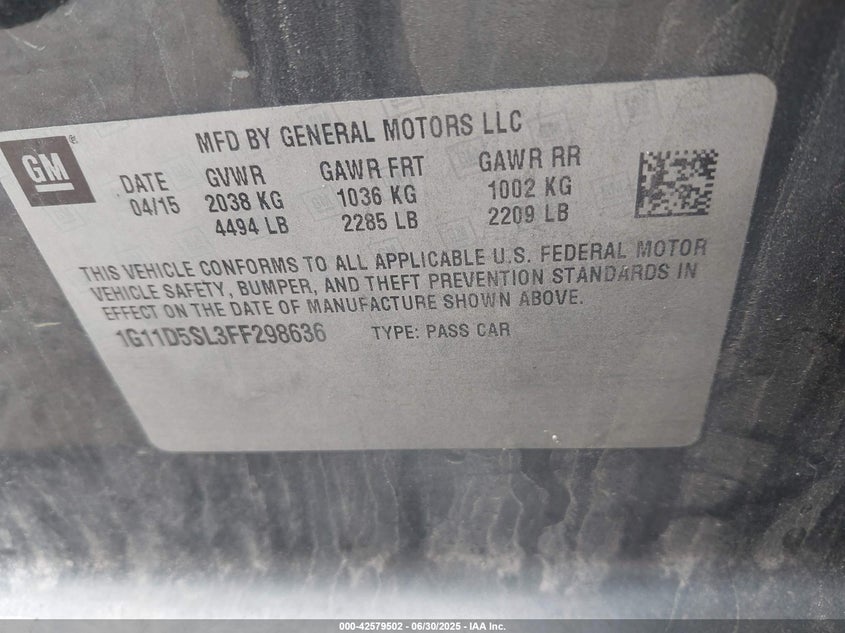 MFD BY GENERAL MOTORS LLC
GM
DATE GVWR GAWR FRT GAWR RR
04/15 2038 KG 1036 KG 1002 KG
4494 LB 2285 LB 2209 LB
THIS VEHICLE CONFORMS TO ALL APPLICABLE U.S. FEDERAL MOTOR
VEHICLE SAFETY, BUMPER, AND THEFT PREVENTION STANDARDS IN
EFFECT ON THE DATE OF MANUFACTURE SHOWN ABOVE.
1G11D5SL3FF298636 TYPE: PASS CAR
000-42579502 - 06/30/2025 - IAA Inc.